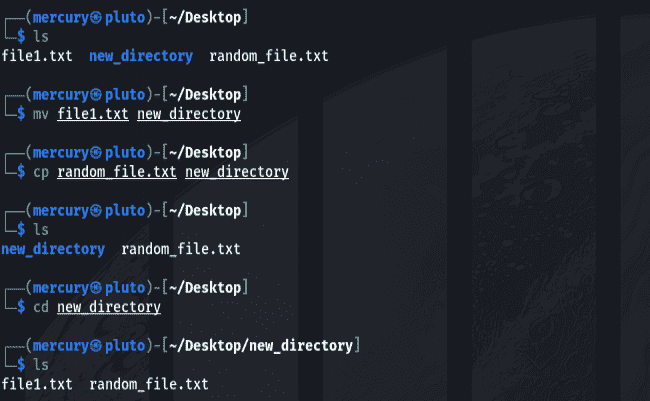 ┌──(mercury㉿pluto)-[~/Desktop]
└─$ ls
file1.txt  new_directory  random_file.txt
┌──(mercury㉿pluto)-[~/Desktop]
└─$ mv file1.txt new_directory
┌──(mercury㉿pluto)-[~/Desktop]
└─$ cp random_file.txt new_directory
┌──(mercury㉿pluto)-[~/Desktop]
└─$ ls
new_directory  random_file.txt
┌──(mercury㉿pluto)-[~/Desktop]
└─$ cd new_directory
┌──(mercury㉿pluto)-[~/Desktop/new_directory]
└─$ ls
file1.txt  random_file.txt